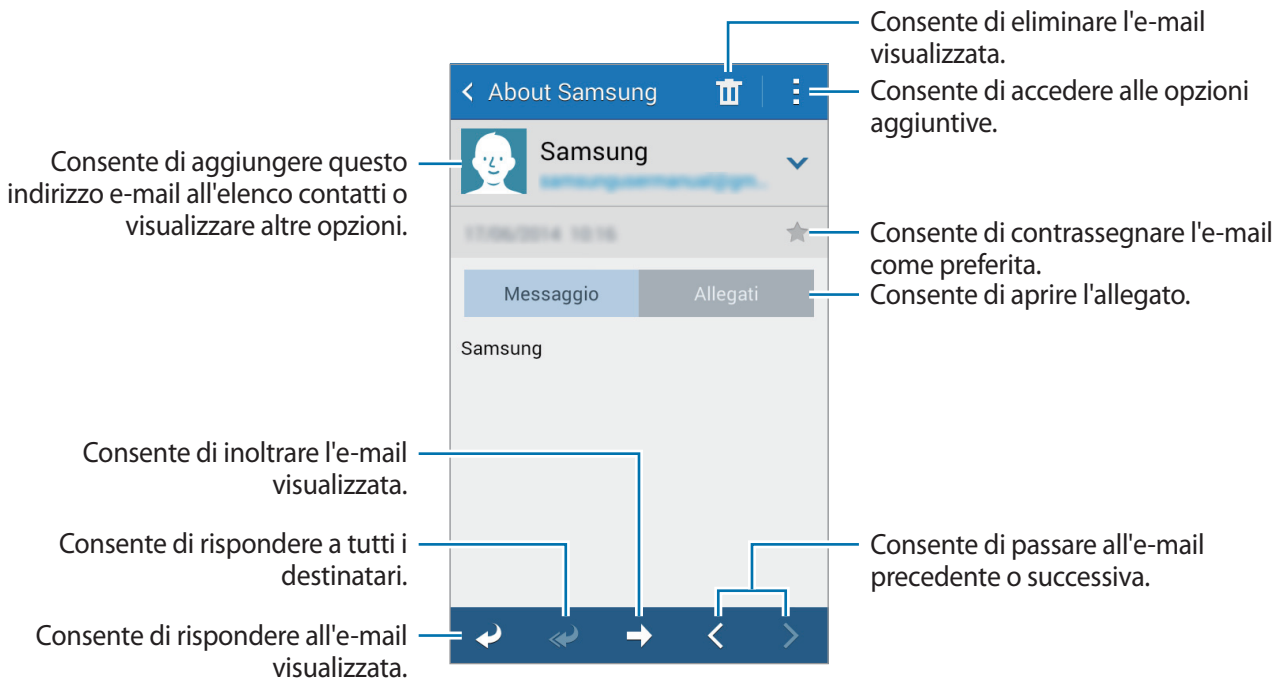 Consente di eliminare l'e-mail
visualizzata.
Consente di accedere alle opzioni
aggiuntive.
About Samsung
Samsung
Consente di aggiungere questo
indirizzo e-mail all'elenco contatti o
visualizzare altre opzioni.
Consente di contrassegnare l'e-mail
come preferita.
Messaggio
Allegati
Consente di aprire l'allegato.
Samsung
Consente di inoltrare l'e-mail
visualizzata.
Consente di rispondere a tutti i
destinatari.
Consente di passare all'e-mail
precedente o successiva.
Consente di rispondere all'e-mail
visualizzata.